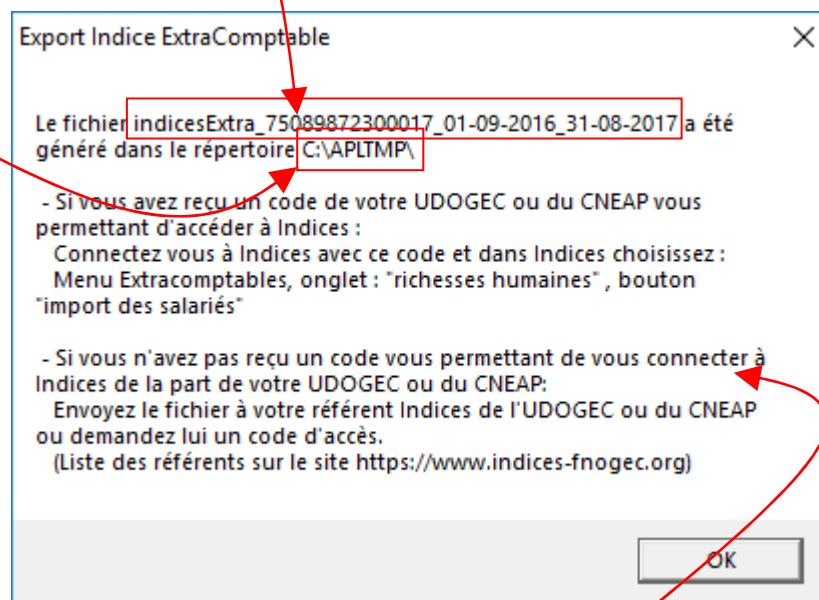 Export Indice ExtraComptable
Le fichier indicesExtra_75089872300017_01-09-2016_31-08-2017 a été
généré dans le répertoire C:\APLTMP\
- Si vous avez reçu un code de votre UDOGEC ou du CNEAP vous
permettant d'accéder à Indices :
Connectez vous à Indices avec ce code et dans Indices choisissez :
Menu Extracomptables, onglet : "richesses humaines" , bouton
"import des salariés"
- Si vous n'avez pas reçu un code vous permettant de vous connecter à
Indices de la part de votre UDOGEC ou du CNEAP:
Envoyez le fichier à votre référent Indices de l'UDOGEC ou du CNEAP
ou demandez lui un code d'accès.
(Liste des référents sur le site https://www.indices-fnogec.org)
OK